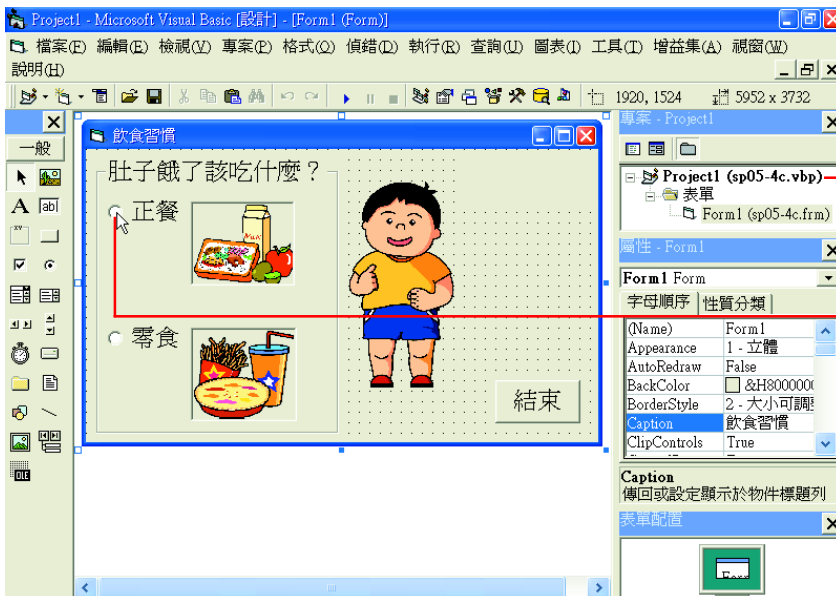 Project1 - Microsoft Visual Basic [設計] - [Form1 (Form)]
檔案(F) 編輯(E) 檢視(V) 專案(P) 格式(O) 偵錯(D) 執行(R) 查詢(U) 圖表(I) 工具(T) 增益集(A) 視窗(W)
說明(H)
1920, 1524 5952 x 3732
一般
A ab|
xv
OLE
飲食習慣
肚子餓了該吃什麼？
正餐
零食
結束
專案 - Project1
Project1 (sp05-4c.vbp)
表單
Form1 (sp05-4c.frm)
屬性 - Form1
Form1 Form
字母順序 性質分類
(Name) Form1
Appearance 1 - 立體
AutoRedraw False
BackColor &H8000000
BorderStyle 2 - 大小可調
Caption 飲食習慣
ClipControls True
Caption
傳回或設定顯示於物件標題列
表單配置